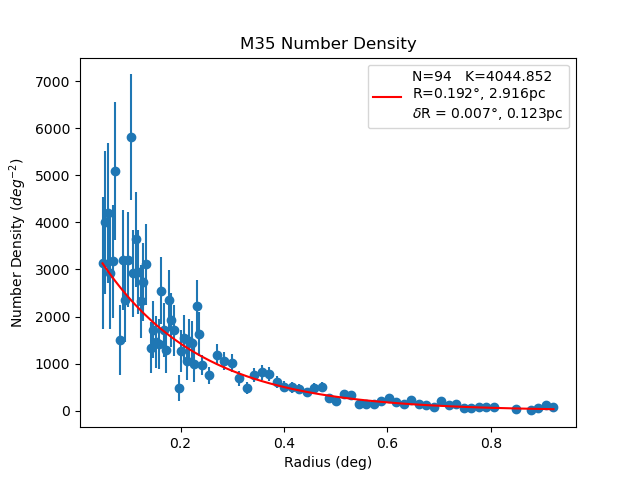 M35 Number Density
N=94 K=4044.852
R=0.192°, 2.916pc
δR = 0.007°, 0.123pc
7000
6000
5000
4000
3000
2000
1000
0
Number Density (deg⁻²)
0.2 0.4 0.6 0.8
Radius (deg)